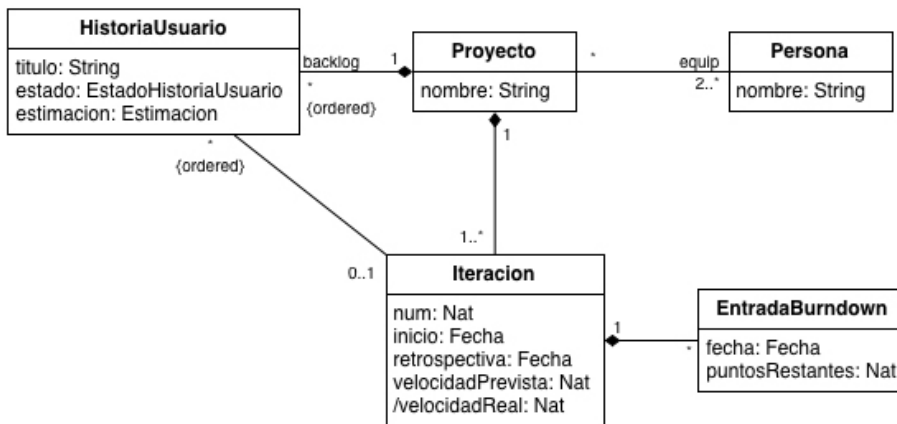 HistoriaUsuario
titulo: String
estado: EstadoHistoriaUsuario
estimacion: Estimacion
backlog
1
*
{ordered}
Proyecto
nombre: String
*
equip
2..*
Persona
nombre: String
*
{ordered}
1
1..*
0..1
Iteracion
num: Nat
inicio: Fecha
retrospectiva: Fecha
velocidadPrevista: Nat
/velocidadReal: Nat
1
*
EntradaBurndown
fecha: Fecha
puntosRestantes: Nat